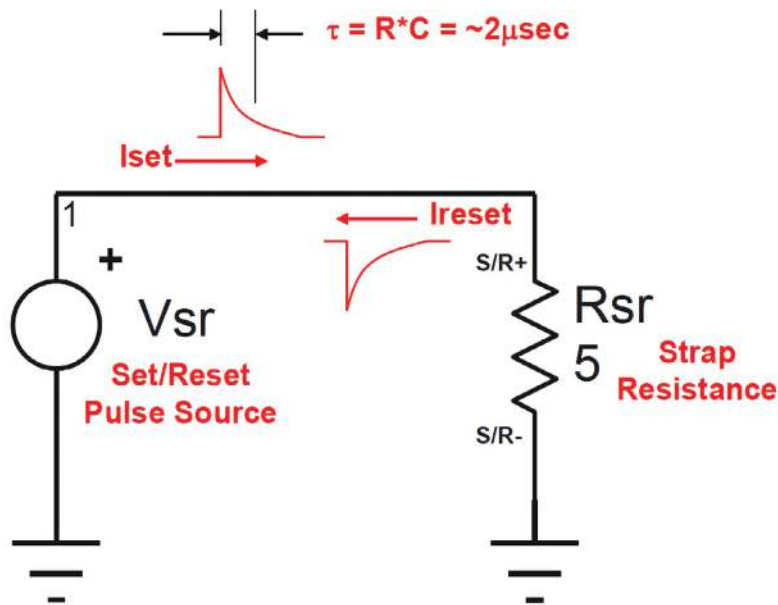 τ = R*C = ~2μsec
Iset
1
Ireset
+
S/R+
Vsr
Rsr
5
Set/Reset
Pulse Source
Strap
Resistance
S/R-